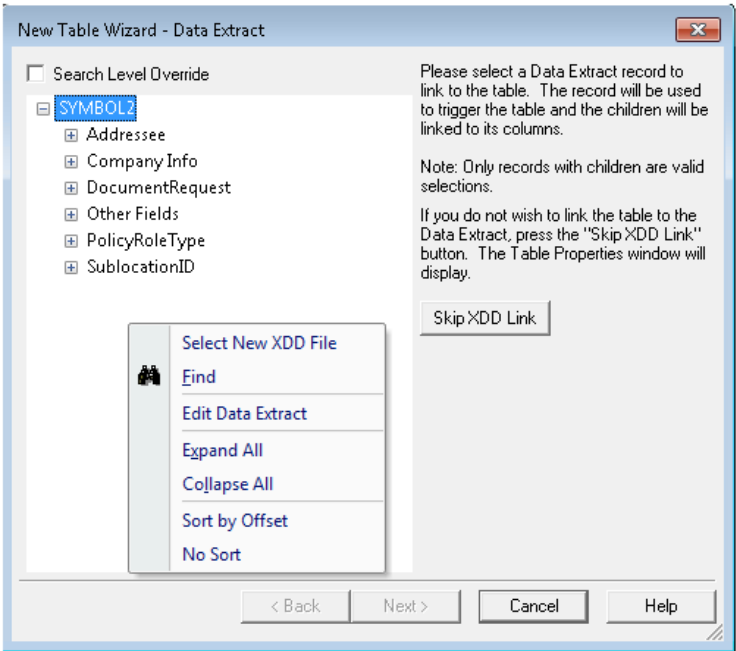 New Table Wizard - Data Extract
Search Level Override
SYMBOL2
Addressee
Company Info
DocumentRequest
Other Fields
PolicyRoleType
SublocationID
Select New XDD File
Find
Edit Data Extract
Expand All
Collapse All
Sort by Offset
No Sort
Please select a Data Extract record to
link to the table. The record will be used
to trigger the table and the children will be
linked to its columns.
Note: Only records with children are valid
selections.
If you do not wish to link the table to the
Data Extract, press the "Skip XDD Link"
button. The Table Properties window will
display.
Skip XDD Link
< Back
Next >
Cancel
Help